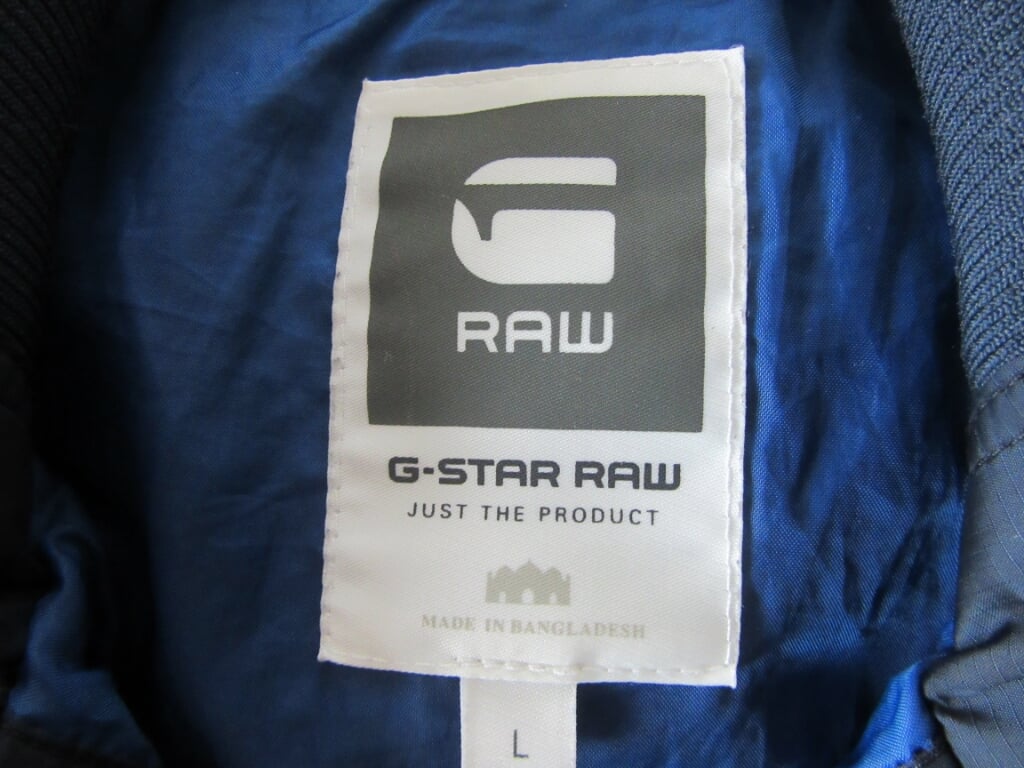 G
RAW
G-STAR RAW
JUST THE PRODUCT
MADE IN BANGLADESH
L